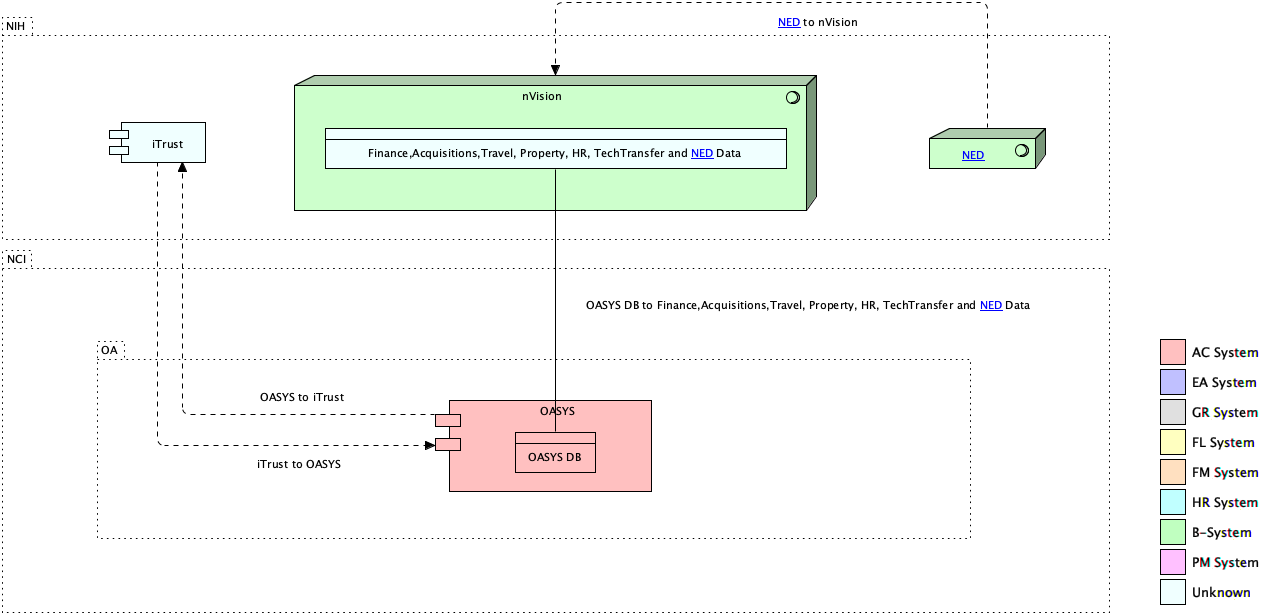 NIH
NED to nVision
nVision
iTrust
Finance,Acquisitions,Travel, Property, HR, TechTransfer and NED Data
NED
NCI
OASYS DB to Finance,Acquisitions,Travel, Property, HR, TechTransfer and NED Data
OA
OASYS to iTrust
OASYS
iTrust to OASYS
OASYS DB
AC System
EA System
GR System
FL System
FM System
HR System
B-System
PM System
Unknown